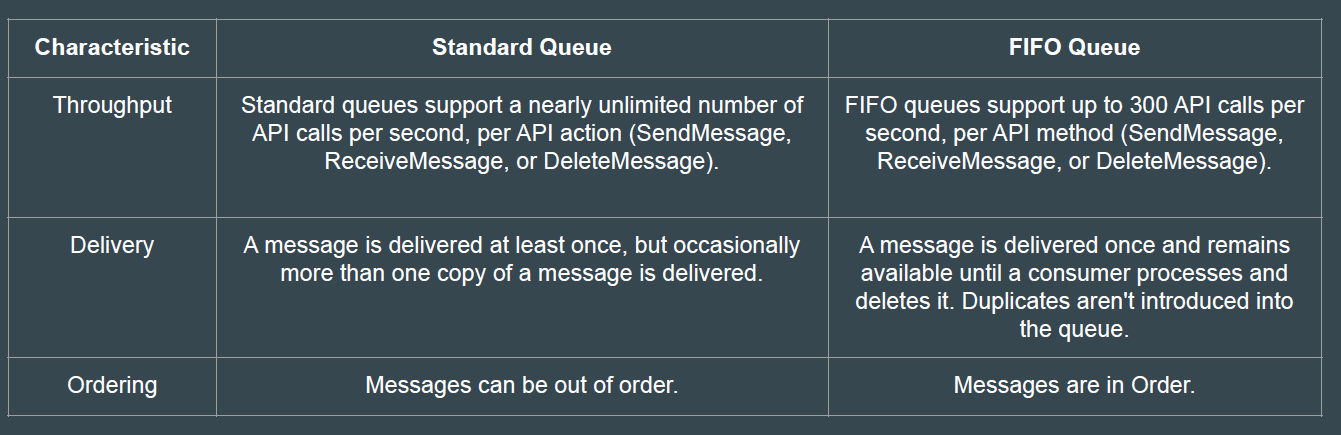 Characteristic
Standard Queue
FIFO Queue
Throughput
Standard queues support a nearly unlimited number of
API calls per second, per API action (SendMessage,
ReceiveMessage, or DeleteMessage).
FIFO queues support up to 300 API calls per
second, per API method (SendMessage,
ReceiveMessage, or DeleteMessage).
Delivery
A message is delivered at least once, but occasionally
more than one copy of a message is delivered.
A message is delivered once and remains
available until a consumer processes and
deletes it. Duplicates aren't introduced into
the queue.
Ordering
Messages can be out of order.
Messages are in Order.